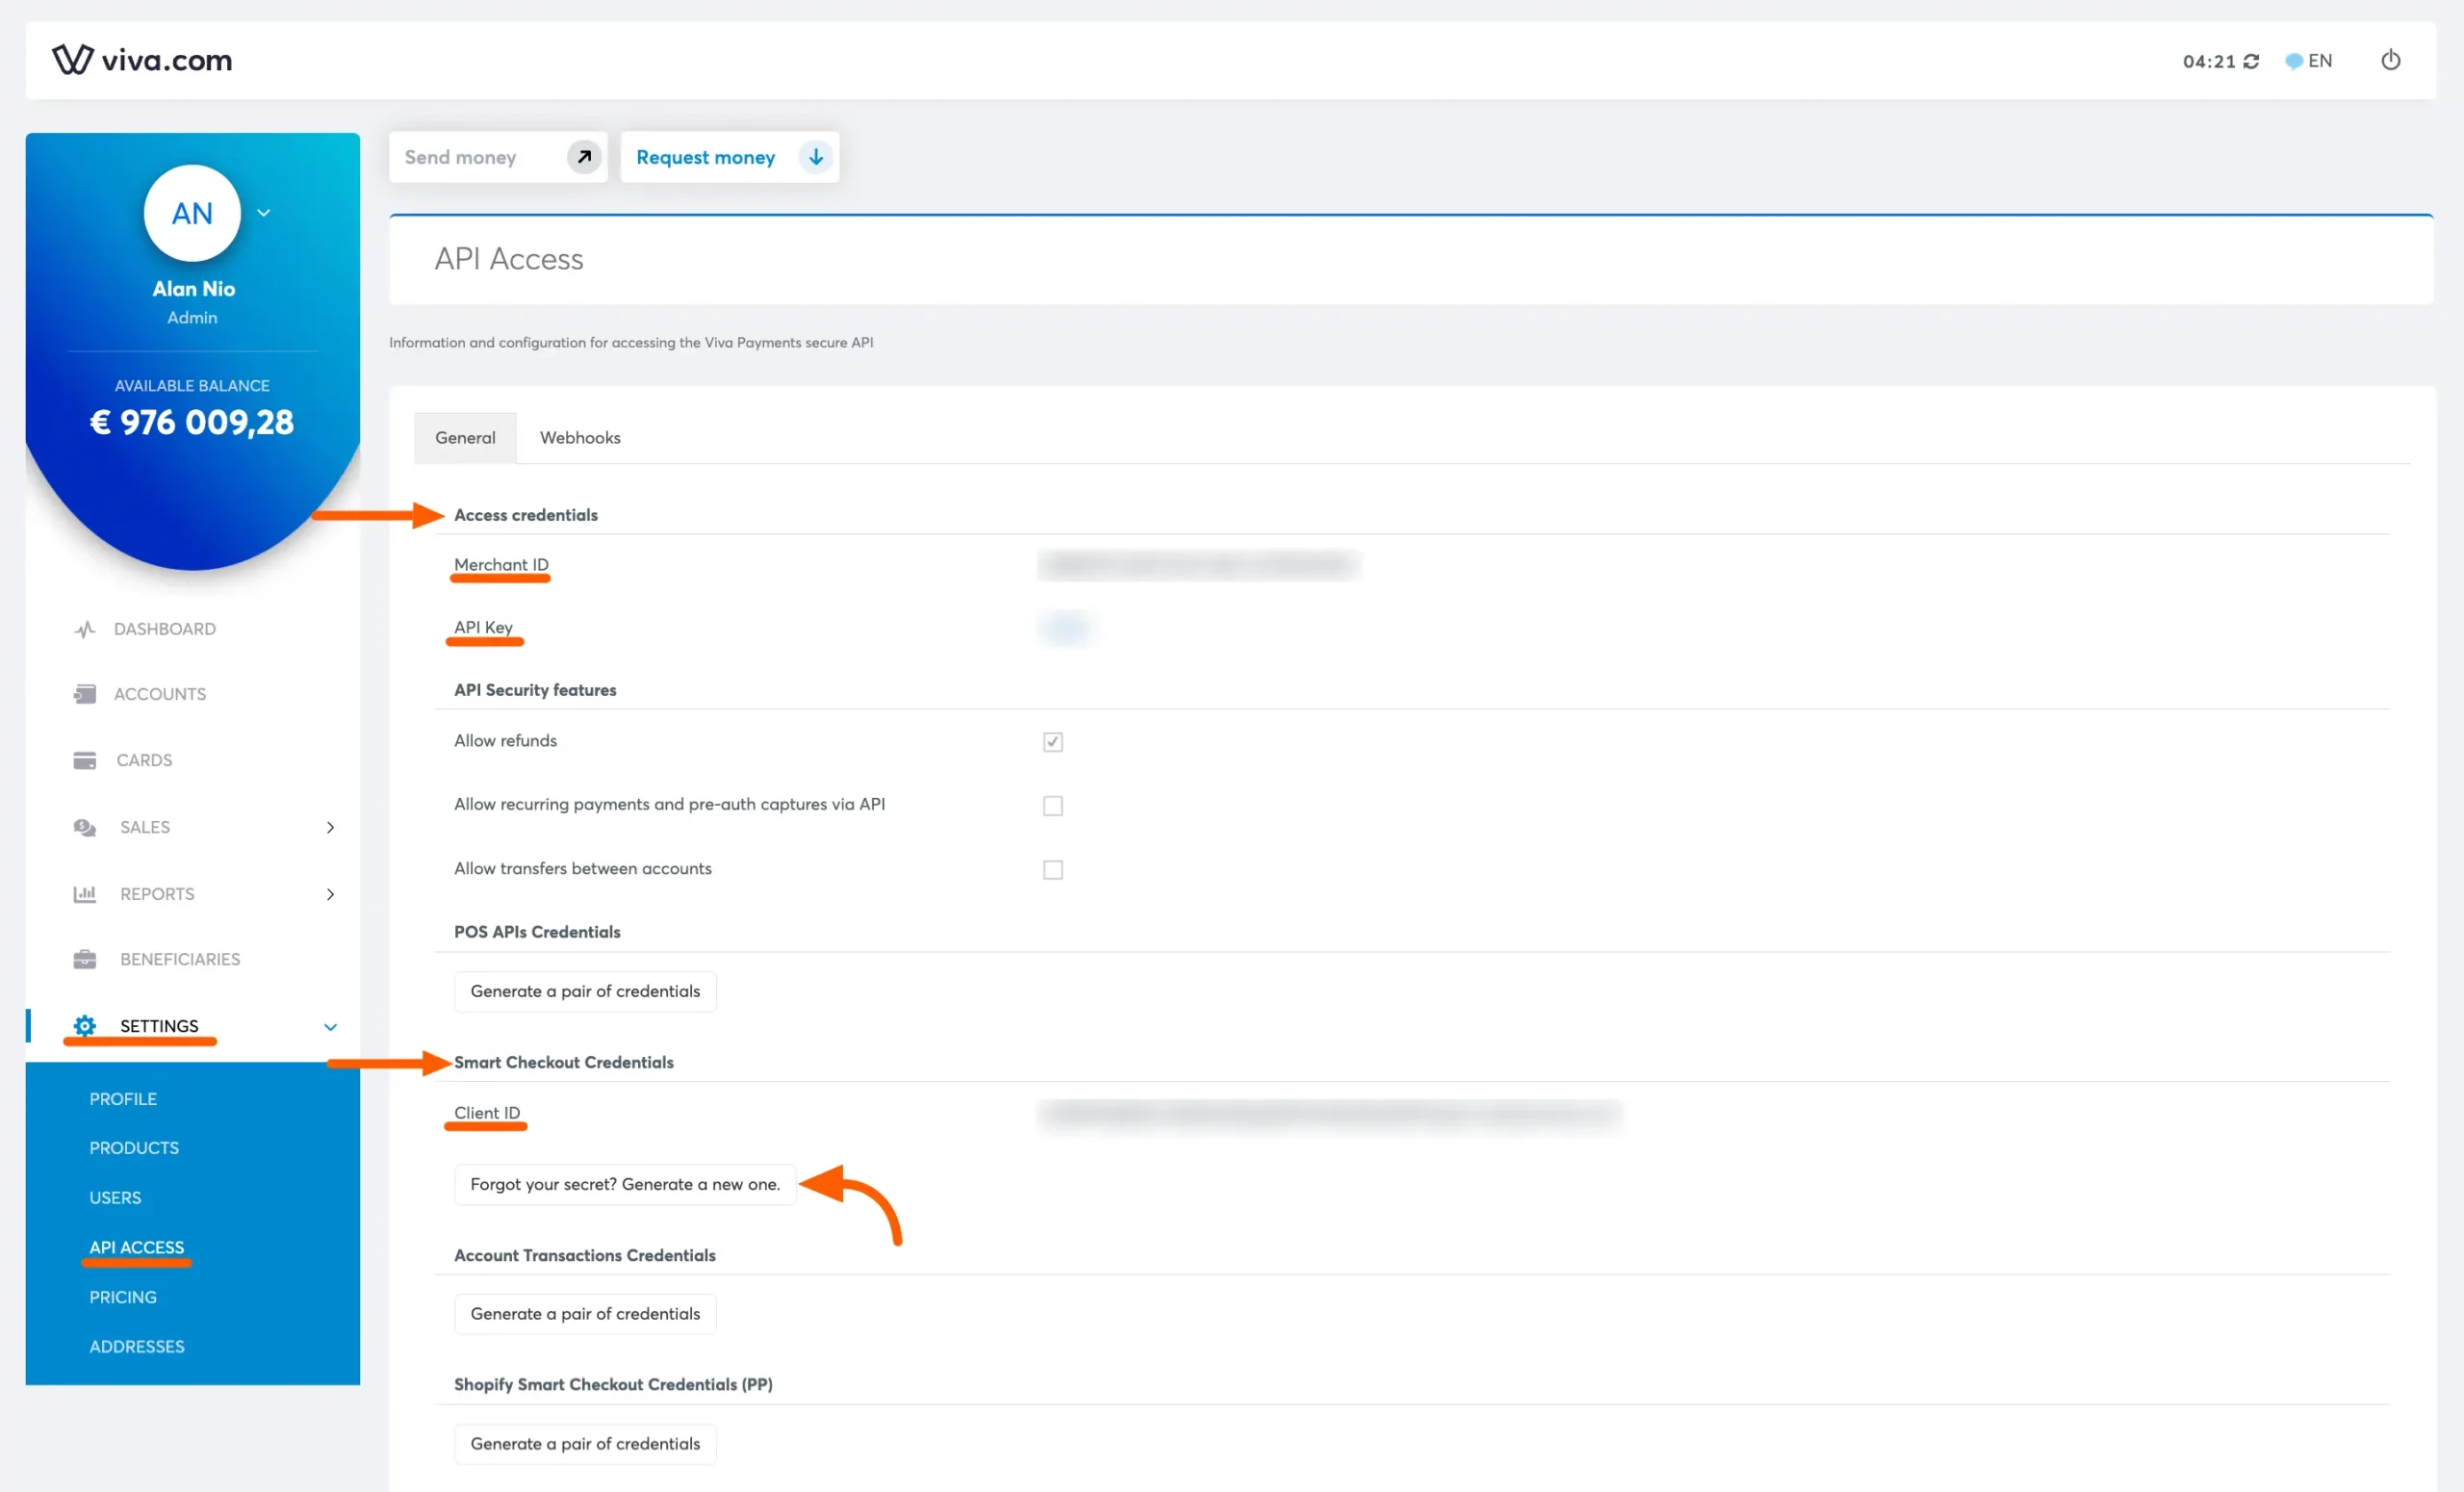 viva.com
04:21 EN
AN
Alan Nio
Admin
AVAILABLE BALANCE
€ 976 009,28
DASHBOARD
ACCOUNTS
CARDS
SALES
REPORTS
BENEFICIARIES
SETTINGS
PROFILE
PRODUCTS
USERS
API ACCESS
PRICING
ADDRESSES
Send money
Request money
API Access
Information and configuration for accessing the Viva Payments secure API
General Webhooks
Access credentials
Merchant ID
API Key
API Security features
Allow refunds
Allow recurring payments and pre-auth captures via API
Allow transfers between accounts
POS APIs Credentials
Generate a pair of credentials
Smart Checkout Credentials
Client ID
Forgot your secret? Generate a new one.
Account Transactions Credentials
Generate a pair of credentials
Shopify Smart Checkout Credentials (PP)
Generate a pair of credentials